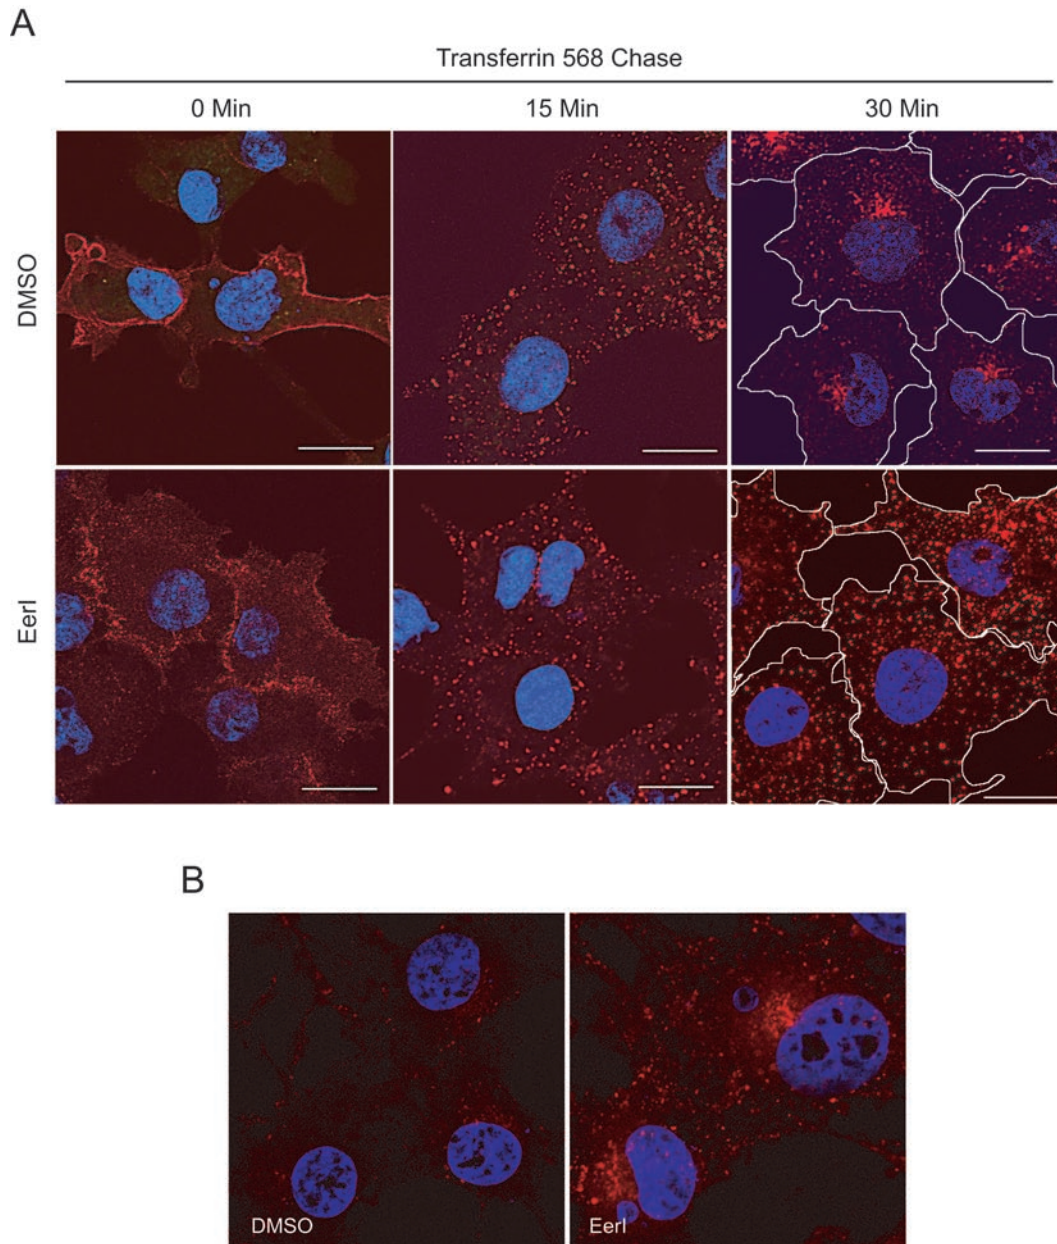 A
Transferrin 568 Chase
0 Min 15 Min 30 Min
DMSO
EerI
B
DMSO
EerI